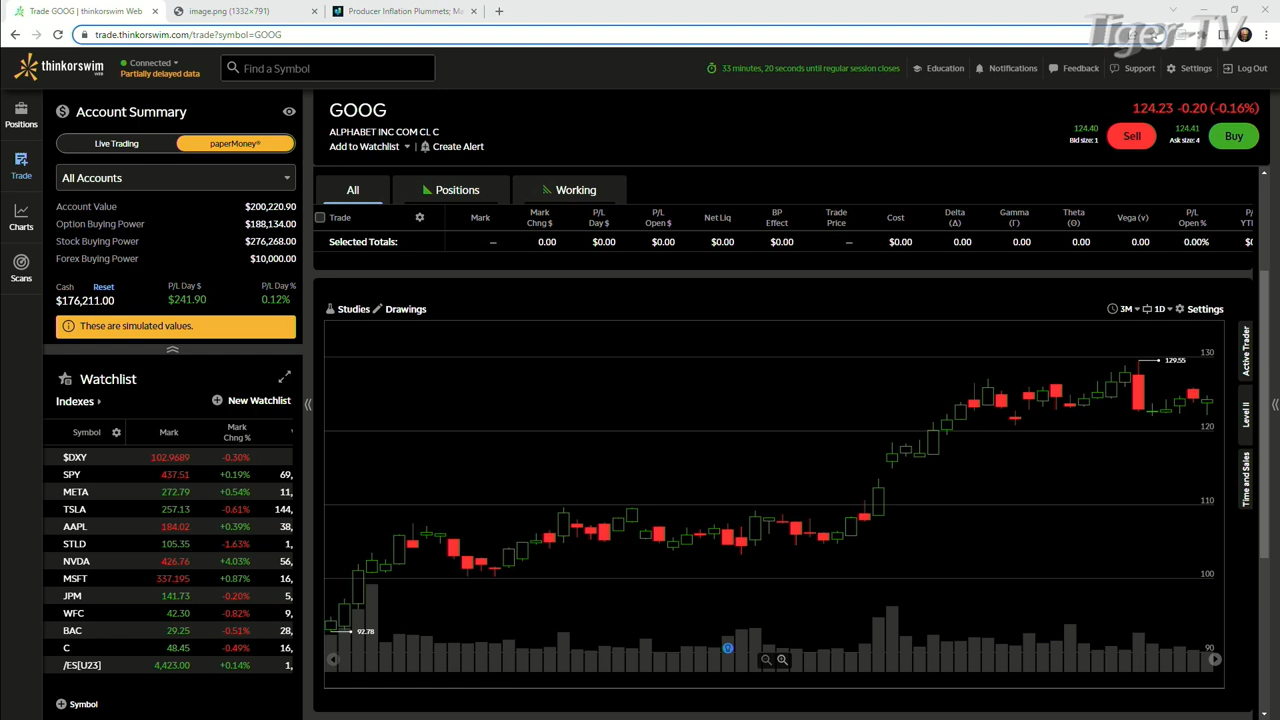 Trade GOOG | thinkorswim web
image.png (1332×791)
Producer Inflation Plummets; Ma
Tiger-TV
trade.thinkorswim.com/trade?symbol=GOOG
thinkorswim
WEB
Connected
Partially delayed data
Find a Symbol
33 minutes, 20 seconds until regular session closes
Education
Notifications
Feedback
Support
Settings
Log Out
Positions
Trade
Charts
Scans
Account Summary
Live Trading
paperMoney®
All Accounts
Account Value $200,220.90
Option Buying Power $188,134.00
Stock Buying Power $276,268.00
Forex Buying Power $10,000.00
Cash Reset P/L Day $ P/L Day %
$176,211.00 $241.90 0.12%
These are simulated values.
Watchlist
Indexes
New Watchlist
Symbol Mark Mark Chng %
$DXY 102.9689 -0.30%
SPY 437.51 +0.19% 69,
META 272.79 +0.54% 11,
TSLA 257.13 -0.61% 144,
AAPL 184.02 +0.39% 38,
STLD 105.35 -1.63% 1,
NVDA 426.76 +4.03% 56,
MSFT 337.195 +0.87% 16,
JPM 141.73 -0.20% 5,
WFC 42.30 -0.82% 9,
BAC 29.25 -0.51% 28,
C 48.45 -0.49% 16,
/ES[U23] 4,423.00 +0.14% 1,
Symbol
GOOG
ALPHABET INC COM CL C
Add to Watchlist | Create Alert
124.23 -0.20 (-0.16%)
124.40
Bid size: 1
Sell
124.41
Ask size: 4
Buy
All
Positions
Working
Trade Mark Mark Chng $ P/L Day $ P/L Open $ Net Liq BP Effect Trade Price Cost Delta (Δ) Gamma (Γ) Theta (Θ) Vega (v) P/L Open % P/ YTI
Selected Totals: — 0.00 $0.00 $0.00 $0.00 $0.00 — $0.00 0.00 0.00 0.00 0.00 0.00% $0
Studies
Drawings
3M
1D
Settings
129.55
130
120
110
100
90
92.78
Active Trader
Level II
Time and Sales